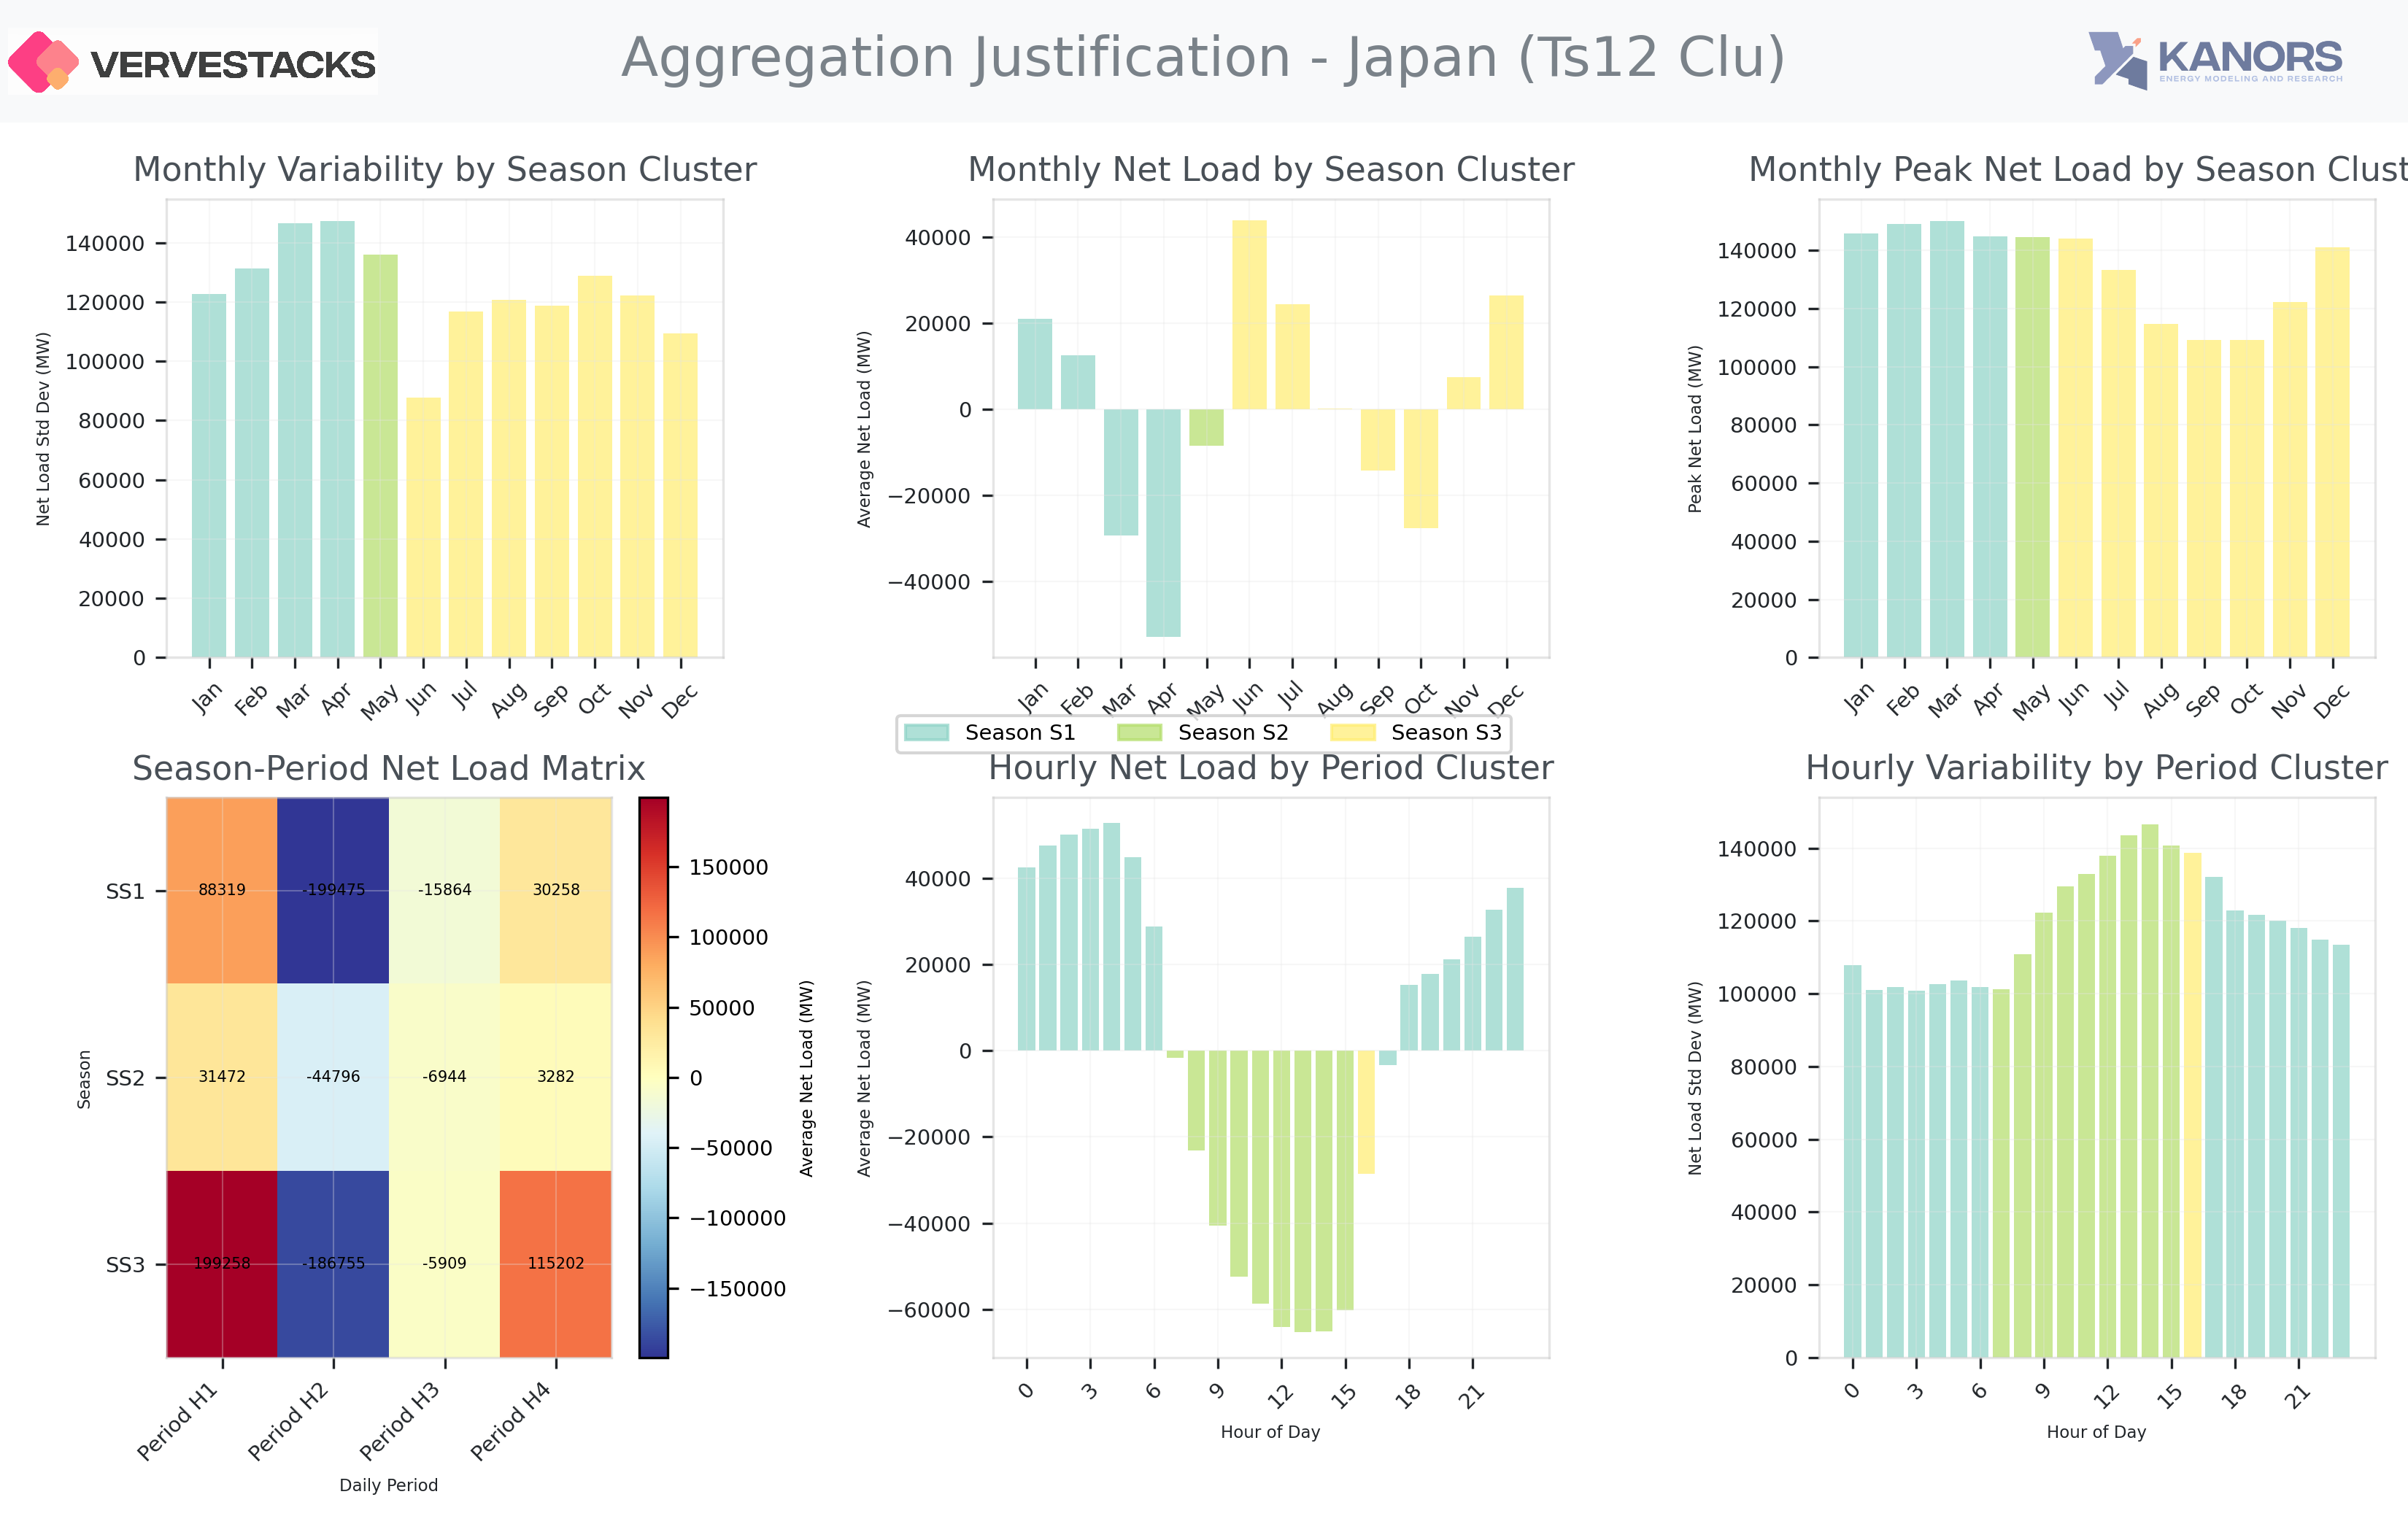 VERVESTACKS
Aggregation Justification - Japan (Ts12 Clu)
KANORS
ENERGY MODELING AND RESEARCH
Monthly Variability by Season Cluster
Net Load Std Dev (MW)
140000
120000
100000
80000
60000
40000
20000
0
Jan Feb Mar Apr May Jun Jul Aug Sep Oct Nov Dec
Monthly Net Load by Season Cluster
Average Net Load (MW)
40000
20000
0
−20000
−40000
Jan Feb Mar Apr May Jun Jul Aug Sep Oct Nov Dec
Monthly Peak Net Load by Season Clust
Peak Net Load (MW)
140000
120000
100000
80000
60000
40000
20000
0
Jan Feb Mar Apr May Jun Jul Aug Sep Oct Nov Dec
Season S1 Season S2 Season S3
Season-Period Net Load Matrix
Season
SS1 88319 -199475 -15864 30258
SS2 31472 -44796 -6944 3282
SS3 199258 -186755 -5909 115202
Period H1 Period H2 Period H3 Period H4
Daily Period
150000
100000
50000
0
−50000
−100000
−150000
Average Net Load (MW)
Hourly Net Load by Period Cluster
Average Net Load (MW)
40000
20000
0
−20000
−40000
−60000
0 3 6 9 12 15 18 21
Hour of Day
Hourly Variability by Period Cluster
Net Load Std Dev (MW)
140000
120000
100000
80000
60000
40000
20000
0
0 3 6 9 12 15 18 21
Hour of Day